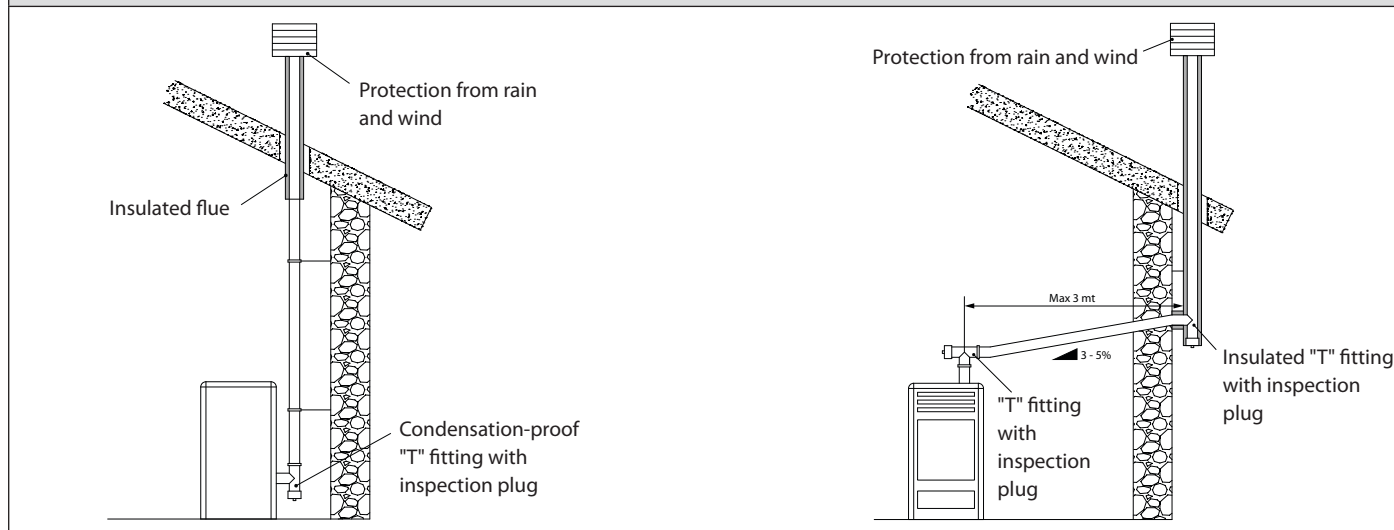 Protection from rain
and wind
Insulated flue
Condensation-proof
"T" fitting with
inspection plug
Protection from rain and wind
Max 3 mt
3 - 5%
Insulated "T" fitting
with inspection
plug
"T" fitting
with
inspection
plug